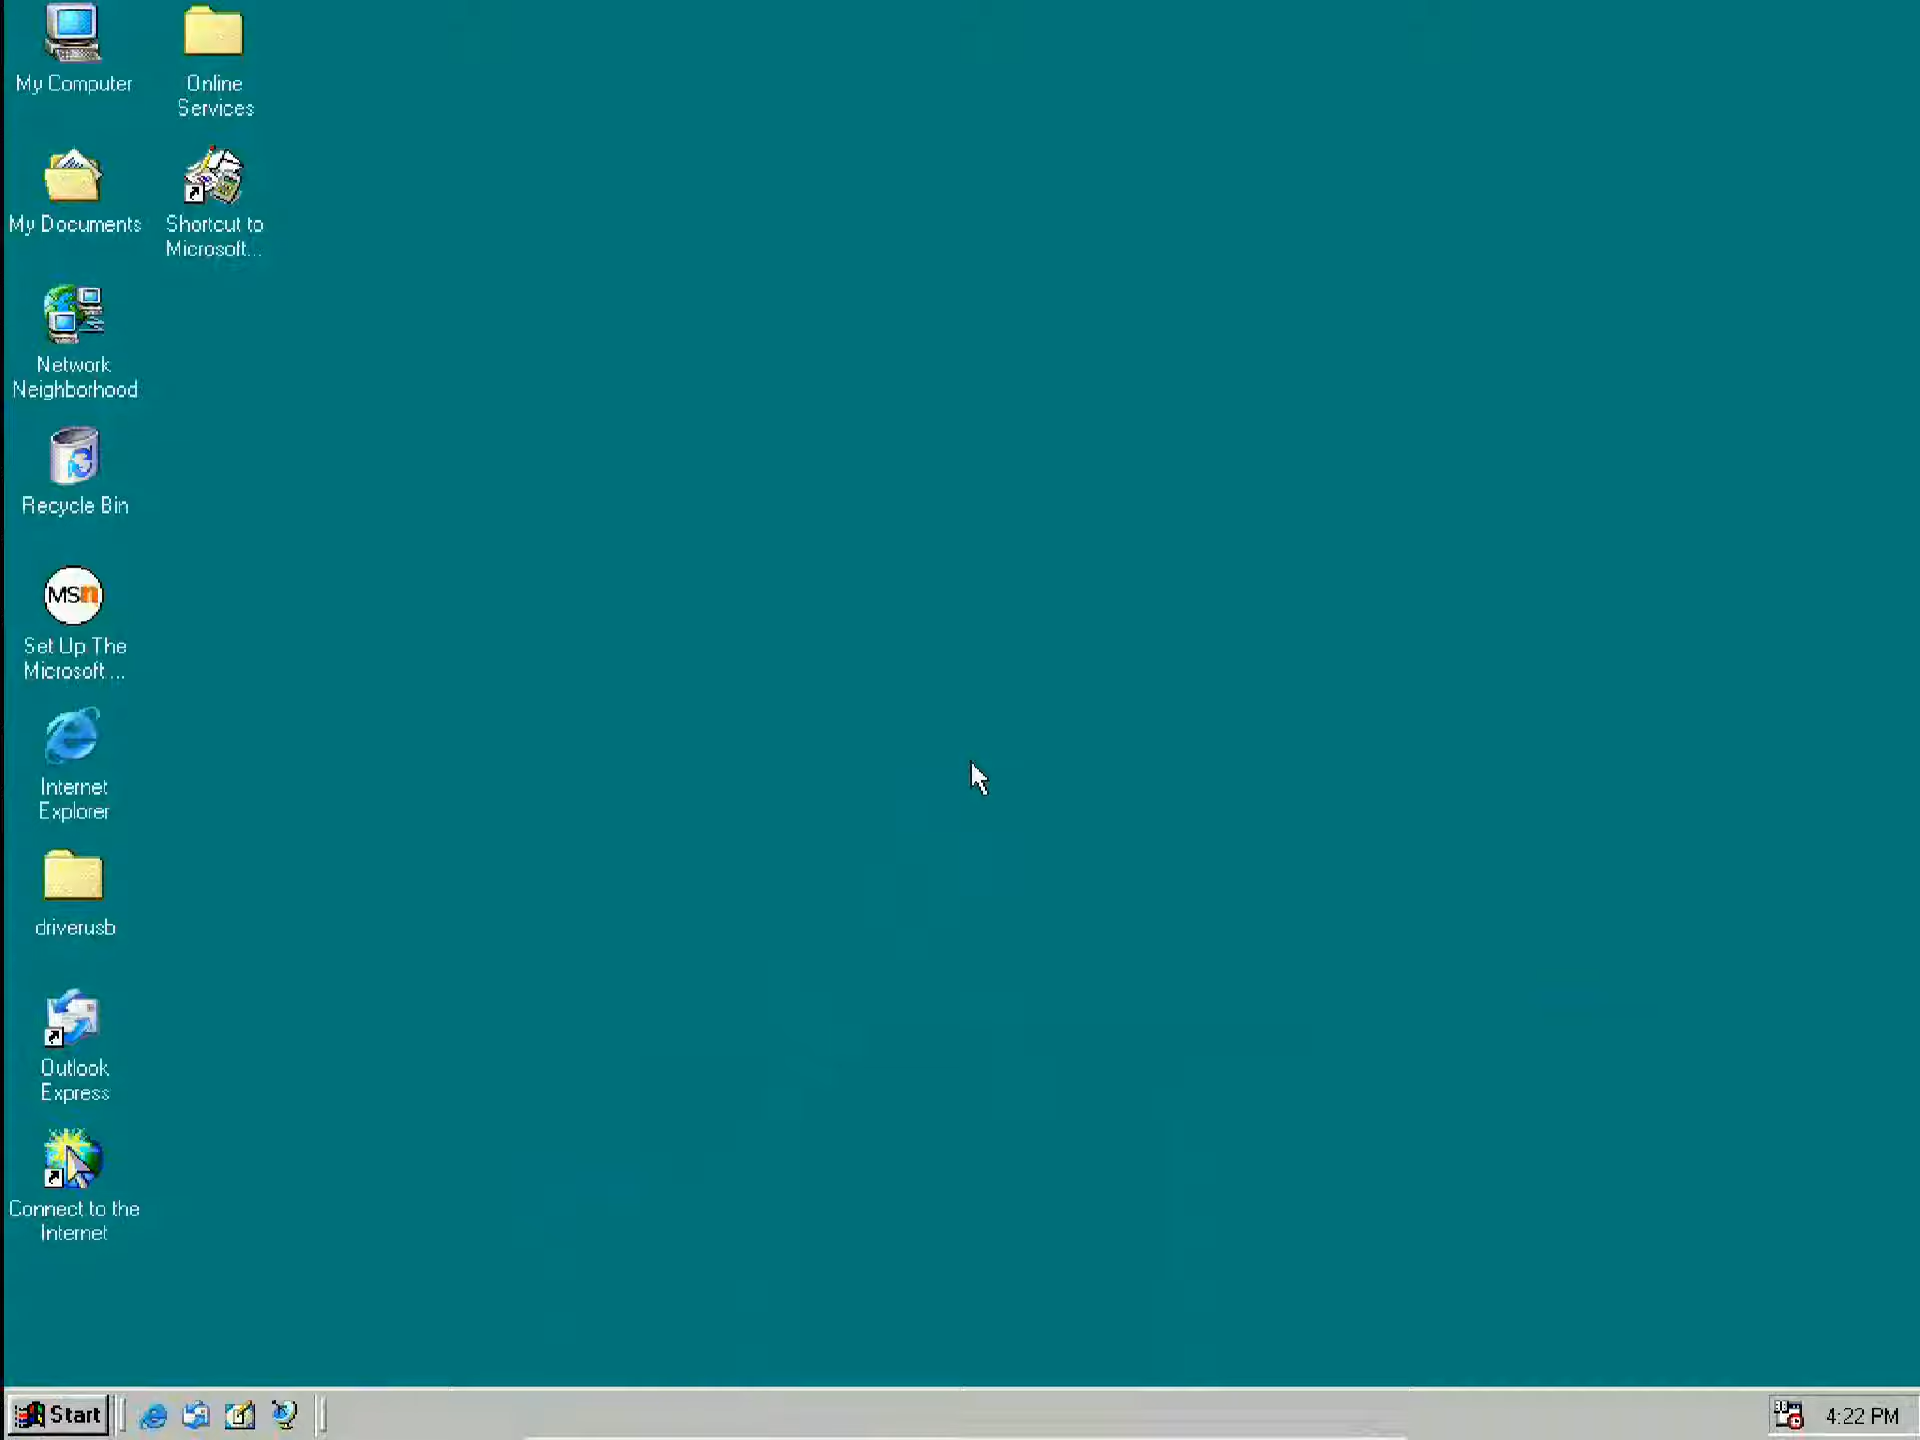 My Computer
Online
Services
My Documents
Shortcut to
Microsoft...
Network
Neighborhood
Recycle Bin
MSn
Set Up The
Microsoft ...
Internet
Explorer
driverusb
Outlook
Express
Connect to the
Internet
Start
4:22 PM